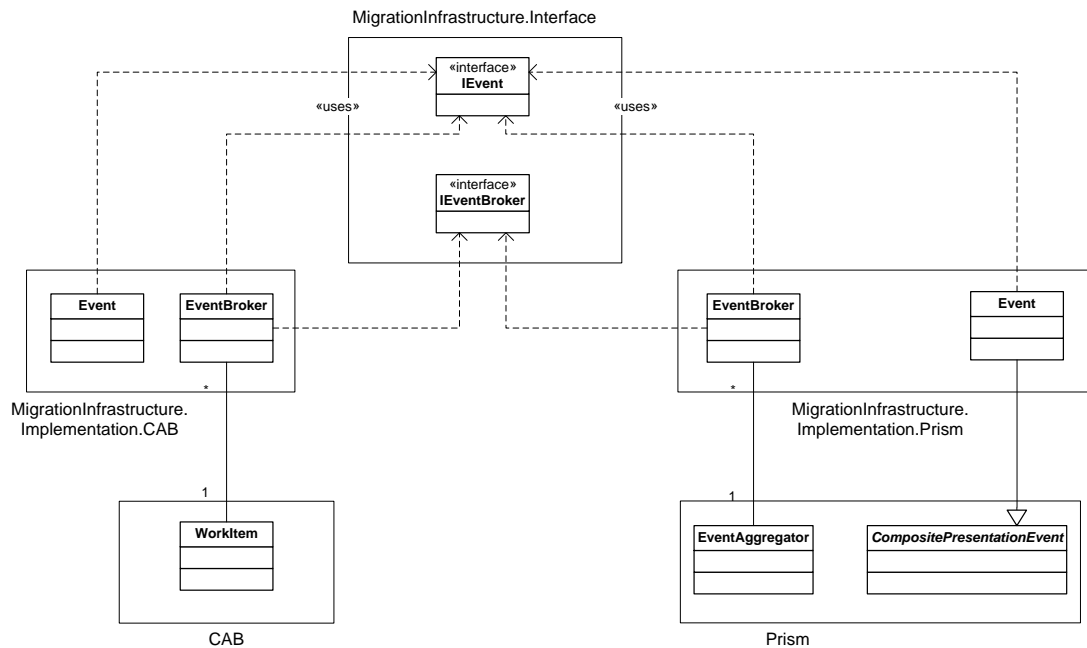 MigrationInfrastructure.Interface
«interface»
IEvent
«uses»
«uses»
«interface»
IEventBroker
Event
EventBroker
EventBroker
Event
*
*
MigrationInfrastructure.
Implementation.CAB
MigrationInfrastructure.
Implementation.Prism
1
1
WorkItem
EventAggregator
CompositePresentationEvent
CAB
Prism